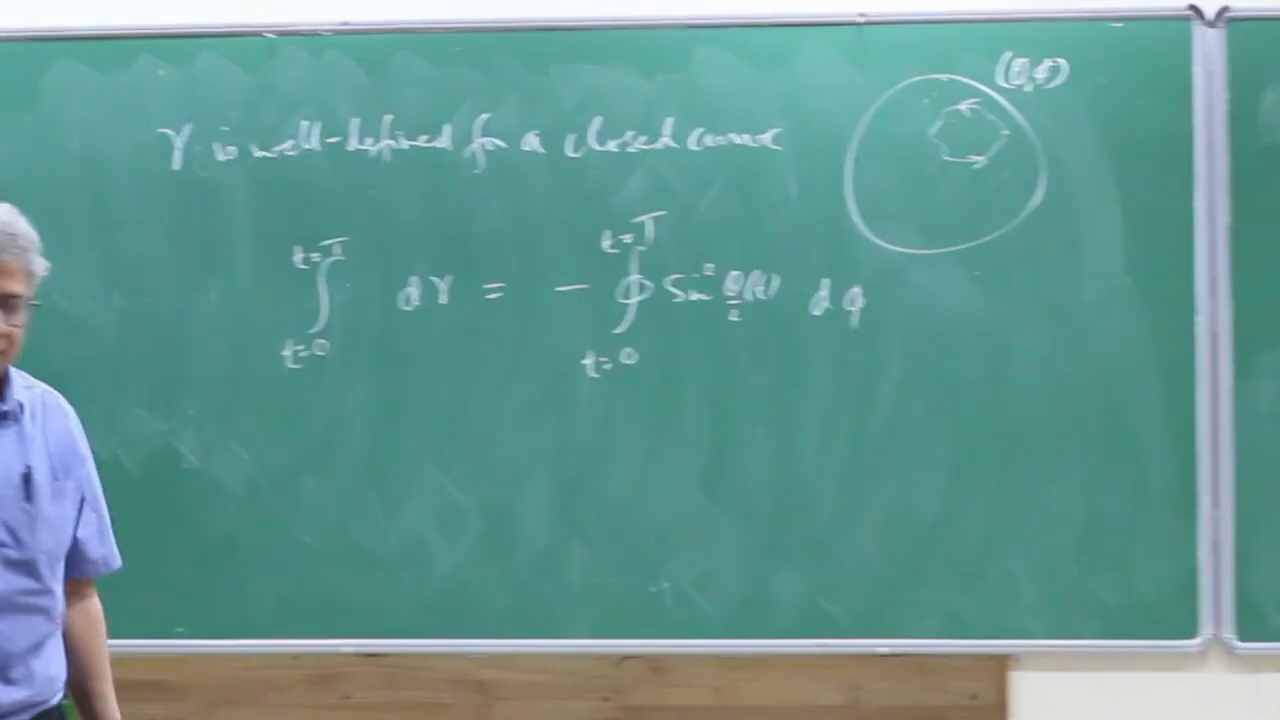 γ is well-defined for a closed curve
(θ,φ)
t=T t=T
∫ dγ = - ∮ Sin² θ(t)/2 dφ
t=0 t=0